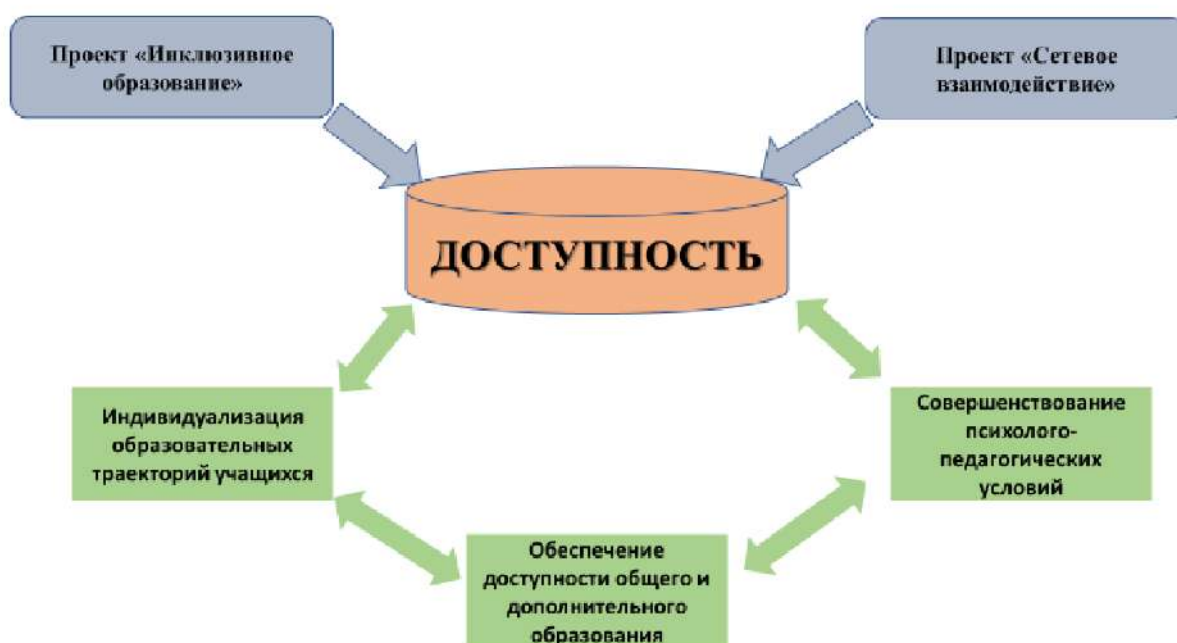 Проект «Инклюзивное
образование»
Проект «Сетевое
взаимодействие»
ДОСТУПНОСТЬ
Индивидуализация
образовательных
траекторий учащихся
Совершенствование
психолого-
педагогических
условий
Обеспечение
доступности общего и
дополнительного
образования